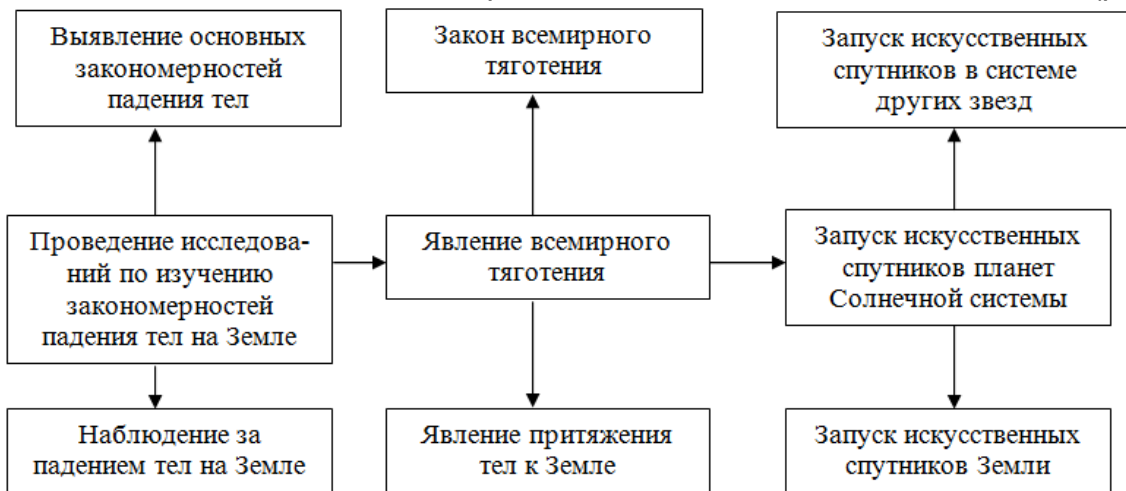 Выявление основных
закономерностей
падения тел
Закон всемирного
тяготения
Запуск искусственных
спутников в системе
других звезд
Проведение исследова-
ний по изучению
закономерностей
падения тел на Земле
Явление всемирного
тяготения
Запуск искусственных
спутников планет
Солнечной системы
Наблюдение за
падением тел на Земле
Явление притяжения
тел к Земле
Запуск искусственных
спутников Земли